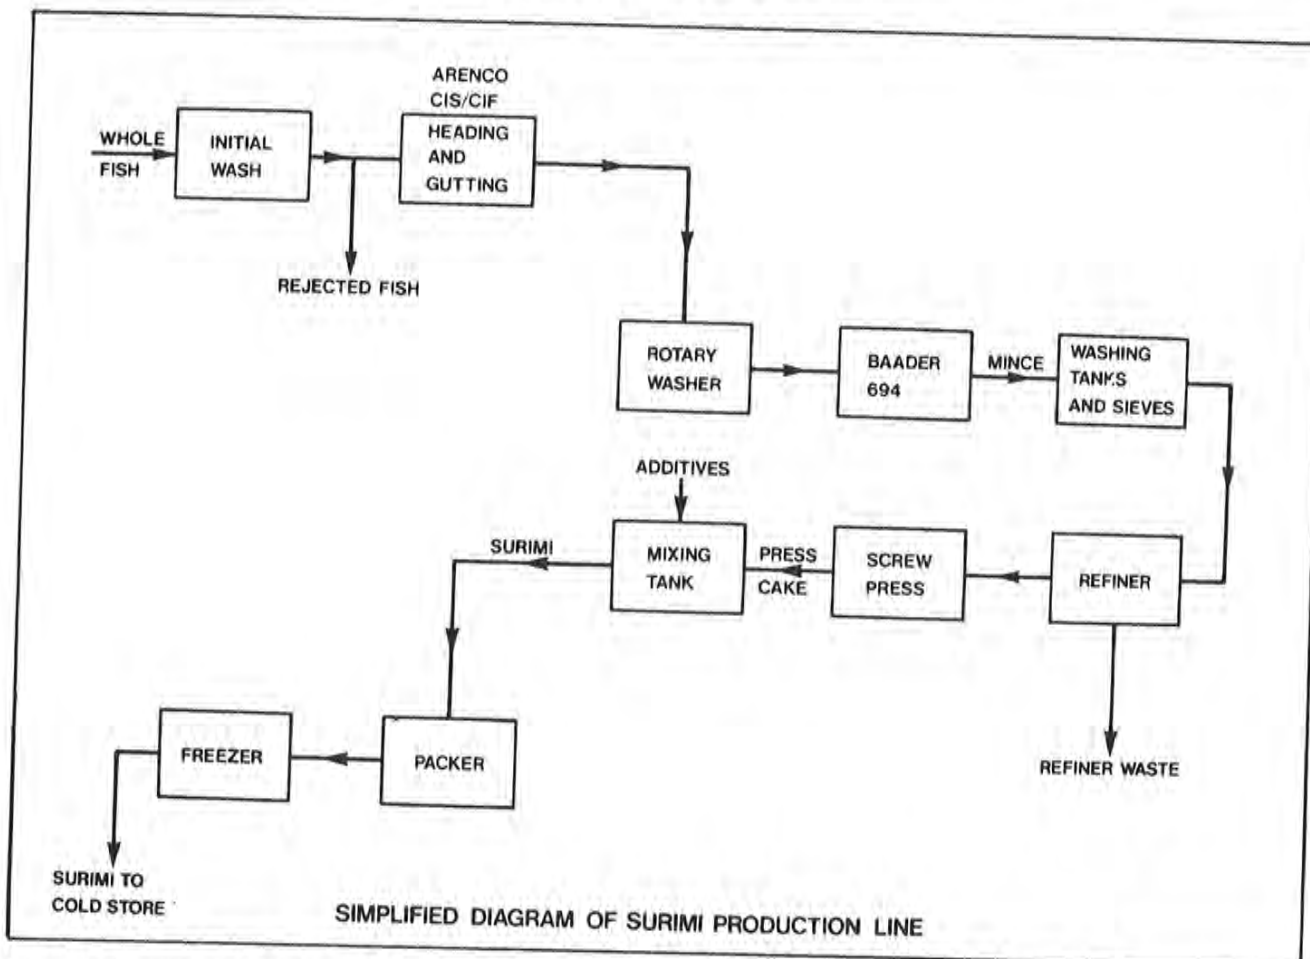 WHOLE
FISH
INITIAL
WASH
ARENCO
CIS/CIF
HEADING
AND
GUTTING
REJECTED FISH
ROTARY
WASHER
BAADER
694
MINCE
WASHING
TANKS
AND SIEVES
ADDITIVES
SURIMI
MIXING
TANK
PRESS
CAKE
SCREW
PRESS
REFINER
REFINER WASTE
PACKER
FREEZER
SURIMI TO
COLD STORE
SIMPLIFIED DIAGRAM OF SURIMI PRODUCTION LINE